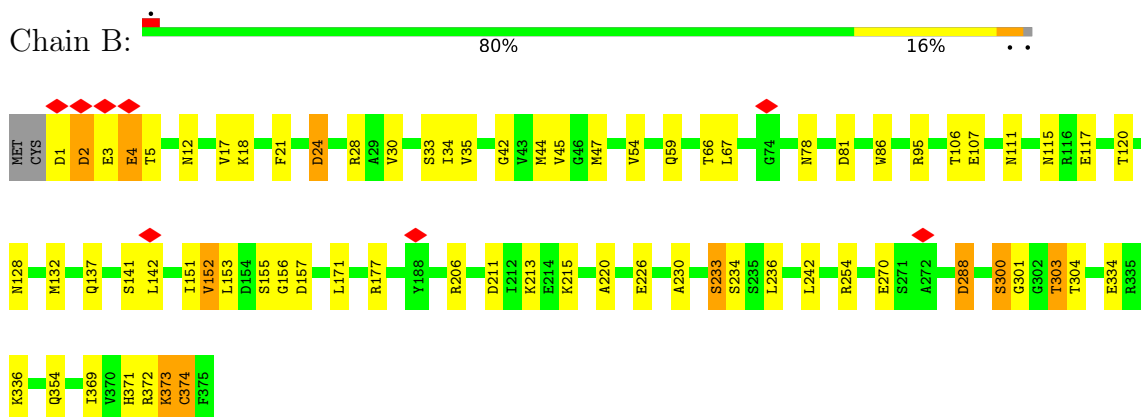 Chain B:
80% 16%
MET CYS D1 D2 E3 E4 T5 N12 V17 K18 F21 D24 R28 A29 V30 S33 I34 V35 G42 V43 M44 V45 G46 M47 V54 Q59 T66 L67 G74 N78 D81 W86 R95 T106 E107 N111 N115 R116 E117 T120
N128 M132 Q137 S141 L142 I151 V152 L153 D154 S155 G156 D157 L171 R177 Y188 R206 D211 I212 K213 E214 K215 A220 E226 A230 S233 S234 S235 L236 L242 R254 E270 S271 A272 D288 S300 G301 G302 T303 T304 E334 R335
K336 Q354 I369 V370 H371 R372 K373 C374 F375